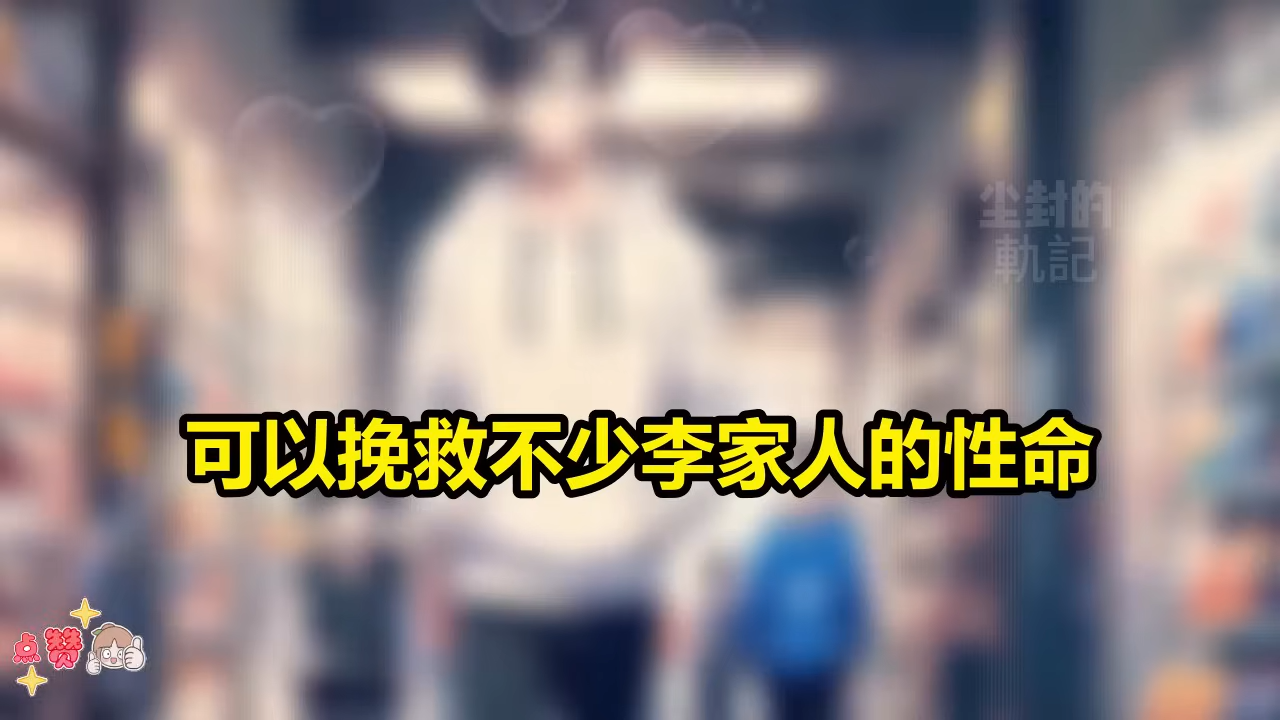 尘封的
軌記
可以挽救不少李家人的性命
点赞